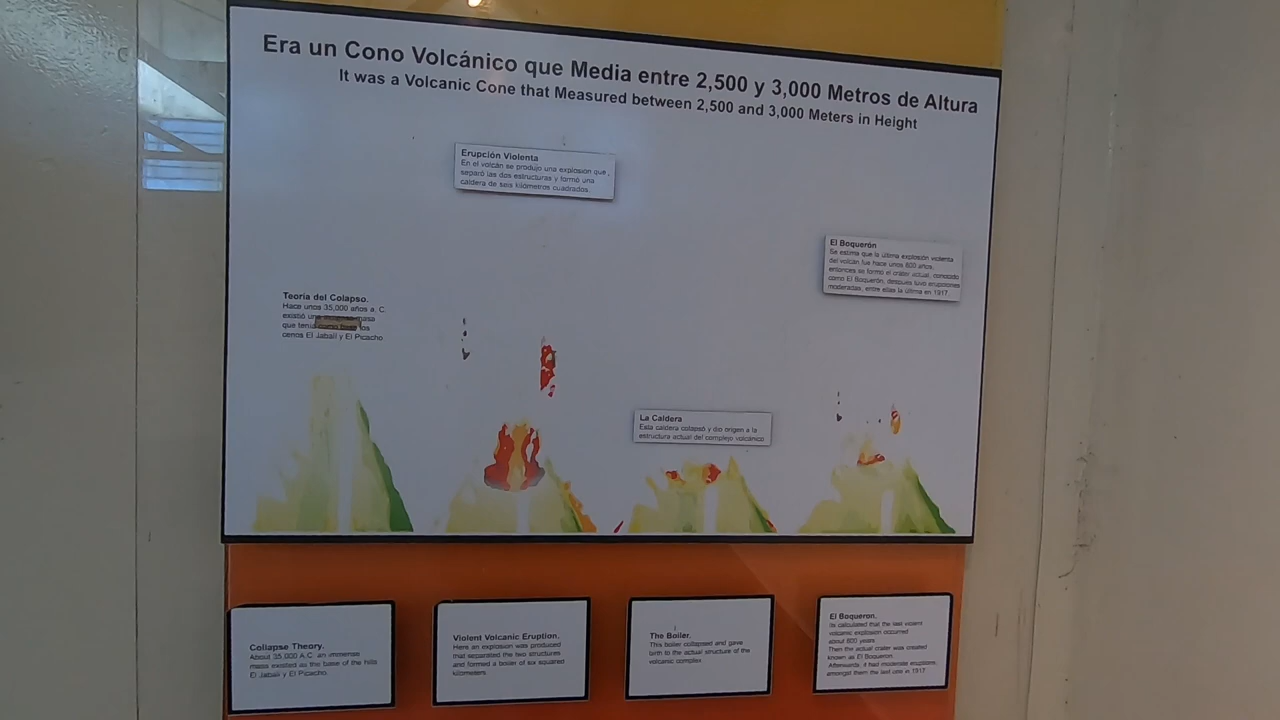 Era un Cono Volcánico que Media entre 2,500 y 3,000 Metros de Altura
It was a Volcanic Cone that Measured between 2,500 and 3,000 Meters in Height
Erupción Violenta
En el volcán se produjo una explosión que,
separó las dos estructuras y formó una
caldera de seis kilómetros cuadrados.
El Boquerón
Se estima que la última explosión violenta
del volcán fue hace unos 800 años,
entonces se formó el cráter actual, conocido
como El Boquerón, después tuvo erupciones
moderadas, entre ellas la última en 1917
Teoría del Colapso.
Hace unos 35,000 años a. C.
existió una masa
que tenía los
cerros El Jabalí y El Picacho
La Caldera
Esta caldera colapsó y dio origen a la
estructura actual del complejo volcánico
Collapse Theory.
About 35,000 A.C. an immense
mass existed as the base of the hills
El Jabali y El Picacho.
Violent Volcanic Eruption.
Here an explosion was produced
that separated the two structures
and formed a boiler of six squared
kilometers.
The Boiler.
This boiler collapsed and gave
birth to the actual structure of the
volcanic complex.
El Boqueron.
Its calculated that the last violent
volcanic explosion occurred
about 800 years
Then the actual crater was created
known as El Boqueron
Afterwards, it had moderate eruptions,
amongst them the last one in 1917.